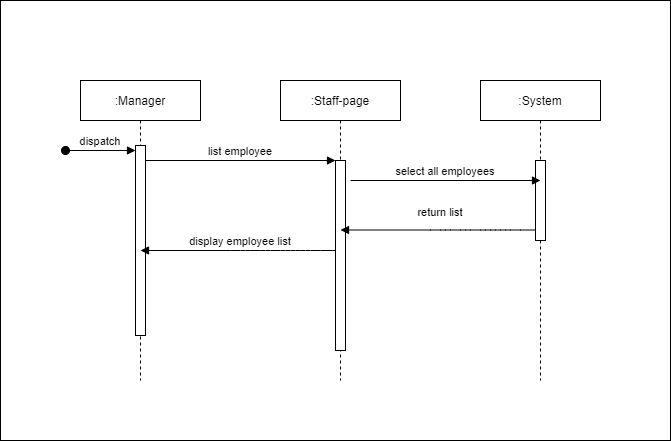 :Manager
:Staff-page
:System
dispatch
list employee
select all employees
return list
display employee list